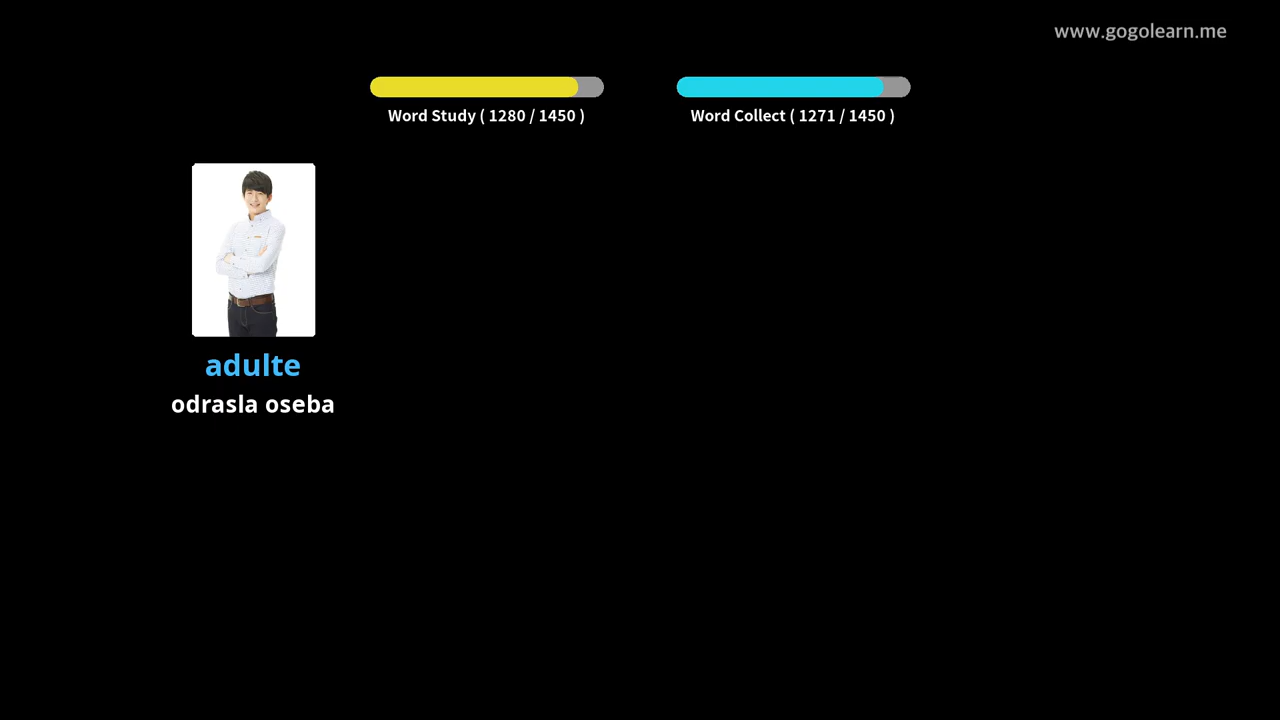 www.gogolearn.me
Word Study ( 1280 / 1450 )
Word Collect ( 1271 / 1450 )
adulte
odrasla oseba